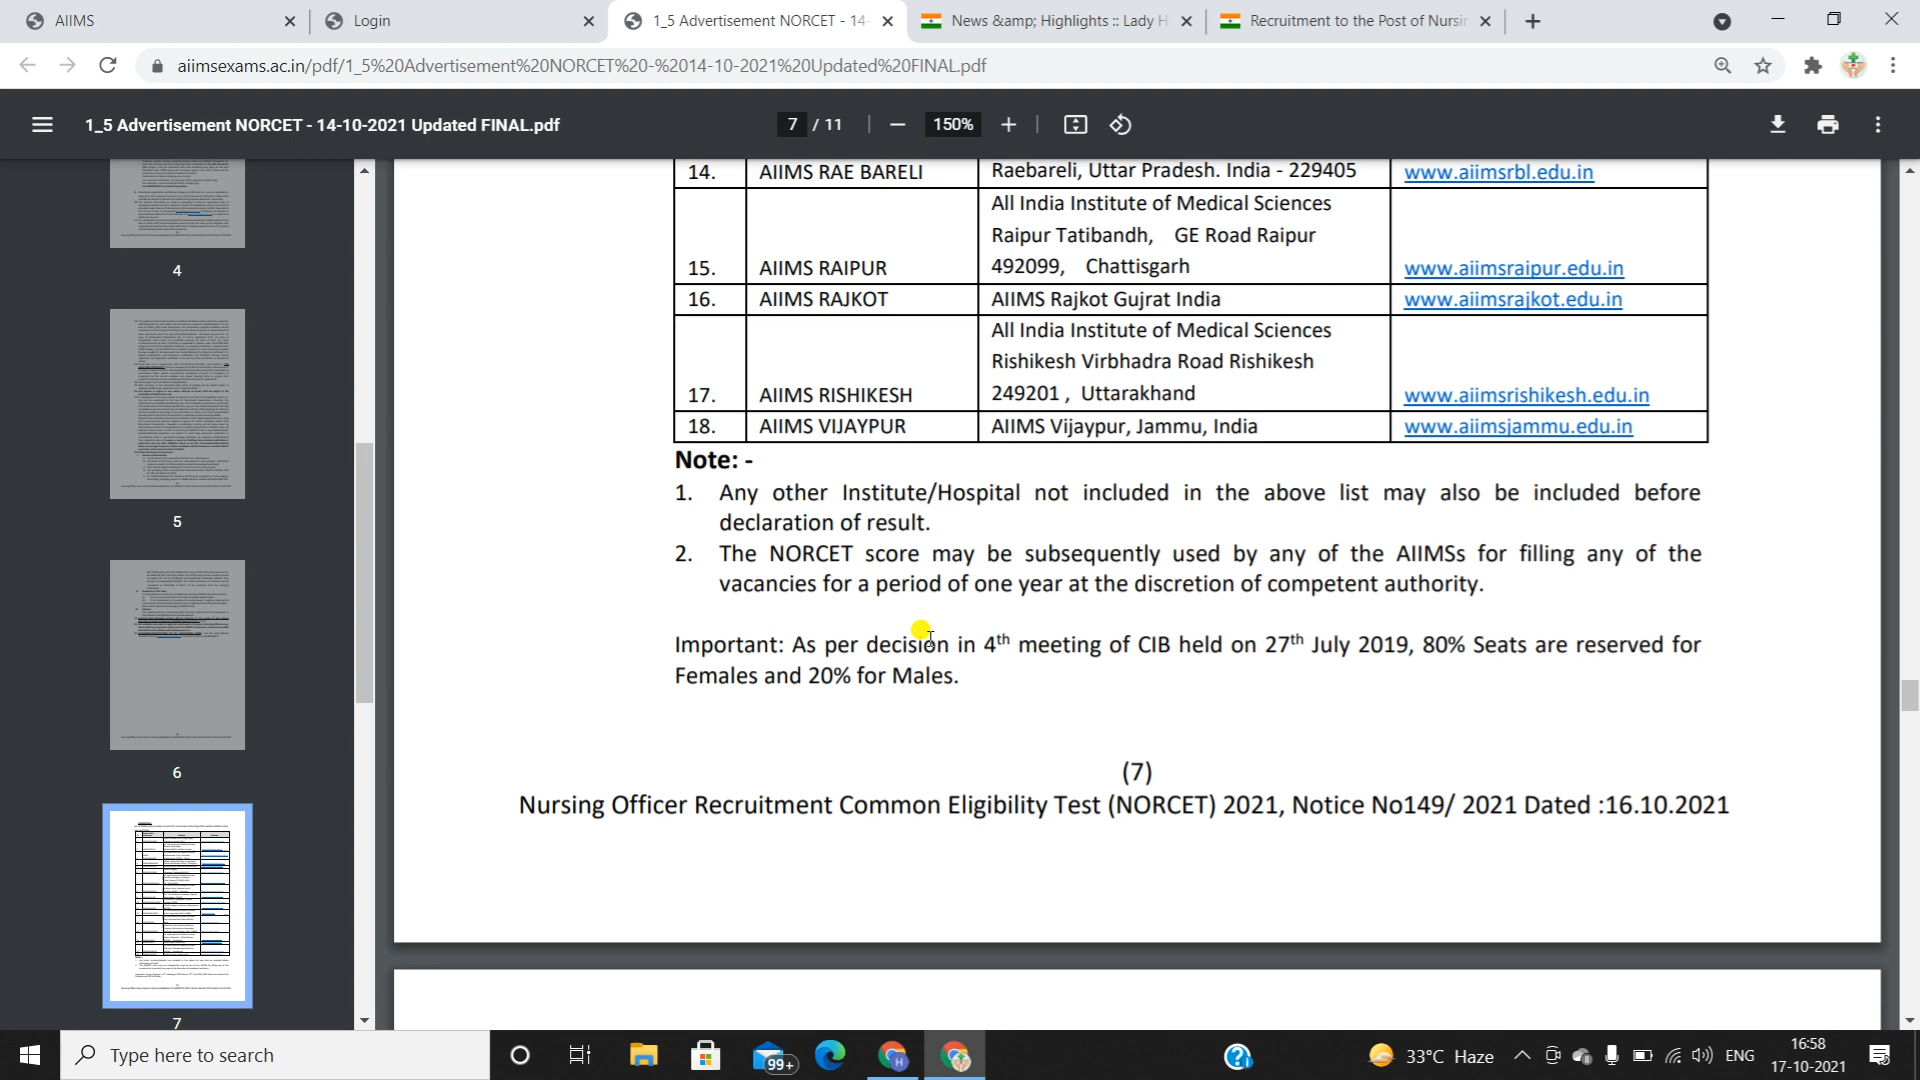 AIIMS
Login
1_5 Advertisement NORCET - 14-
News &amp; Highlights :: Lady H
Recruitment to the Post of Nursin
aiimsexams.ac.in/pdf/1_5%20Advertisement%20NORCET%20-%2014-10-2021%20Updated%20FINAL.pdf
1_5 Advertisement NORCET - 14-10-2021 Updated FINAL.pdf
7 / 11
150%
4
5
6
7
14. AIIMS RAE BARELI Raebareli, Uttar Pradesh. India - 229405 www.aiimsrbl.edu.in
All India Institute of Medical Sciences
Raipur Tatibandh, GE Road Raipur
15. AIIMS RAIPUR 492099, Chattisgarh www.aiimsraipur.edu.in
16. AIIMS RAJKOT AIIMS Rajkot Gujrat India www.aiimsrajkot.edu.in
All India Institute of Medical Sciences
Rishikesh Virbhadra Road Rishikesh
17. AIIMS RISHIKESH 249201 , Uttarakhand www.aiimsrishikesh.edu.in
18. AIIMS VIJAYPUR AIIMS Vijaypur, Jammu, India www.aiimsjammu.edu.in
Note: -
1. Any other Institute/Hospital not included in the above list may also be included before
declaration of result.
2. The NORCET score may be subsequently used by any of the AIIMSs for filling any of the
vacancies for a period of one year at the discretion of competent authority.
Important: As per decision in 4th meeting of CIB held on 27th July 2019, 80% Seats are reserved for
Females and 20% for Males.
(7)
Nursing Officer Recruitment Common Eligibility Test (NORCET) 2021, Notice No149/ 2021 Dated :16.10.2021
Type here to search
99+
H
33°C Haze
ENG
16:58
17-10-2021